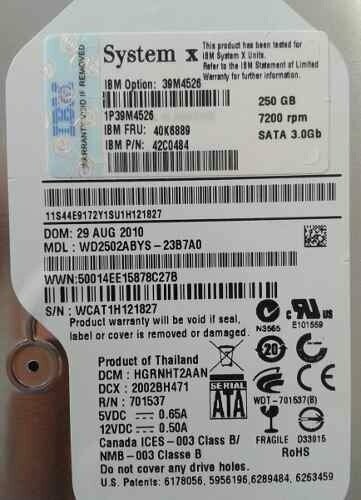 WARRANTY VOID IF REMOVED
IBM
System x
This product has been tested for
IBM System X Units.
Refer to the IBM Statement of Limited
Warranty for further information.
IBM Option: 39M4526
1P39M4526
IBM FRU: 40K6889
IBM P/N: 42C0484
250 GB
7200 rpm
SATA 3.0Gb
11S44E9172Y1SU1H121827
DOM: 29 AUG 2010
MDL : WD2502ABYS-23B7A0
WWN:50014EE15878C27B
S/N : WCAT1H121827
Product warranty will be void if seal,
label or cover is removed or damaged.
N3565
E101559
20
Product of Thailand
DCM : HGRNHT2AAN
DCX : 2002BH471
R/N : 701537
5VDC 0.65A
12VDC 0.50A
SERIAL
ATA
WDT-701537(B)
FRAGILE D33015
RoHS
Canada ICES-003 Class B/
NMB-003 Classe B
Do not cover any drive holes.
U.S. Patents: 6178056, 5956196,6289484, 6263459